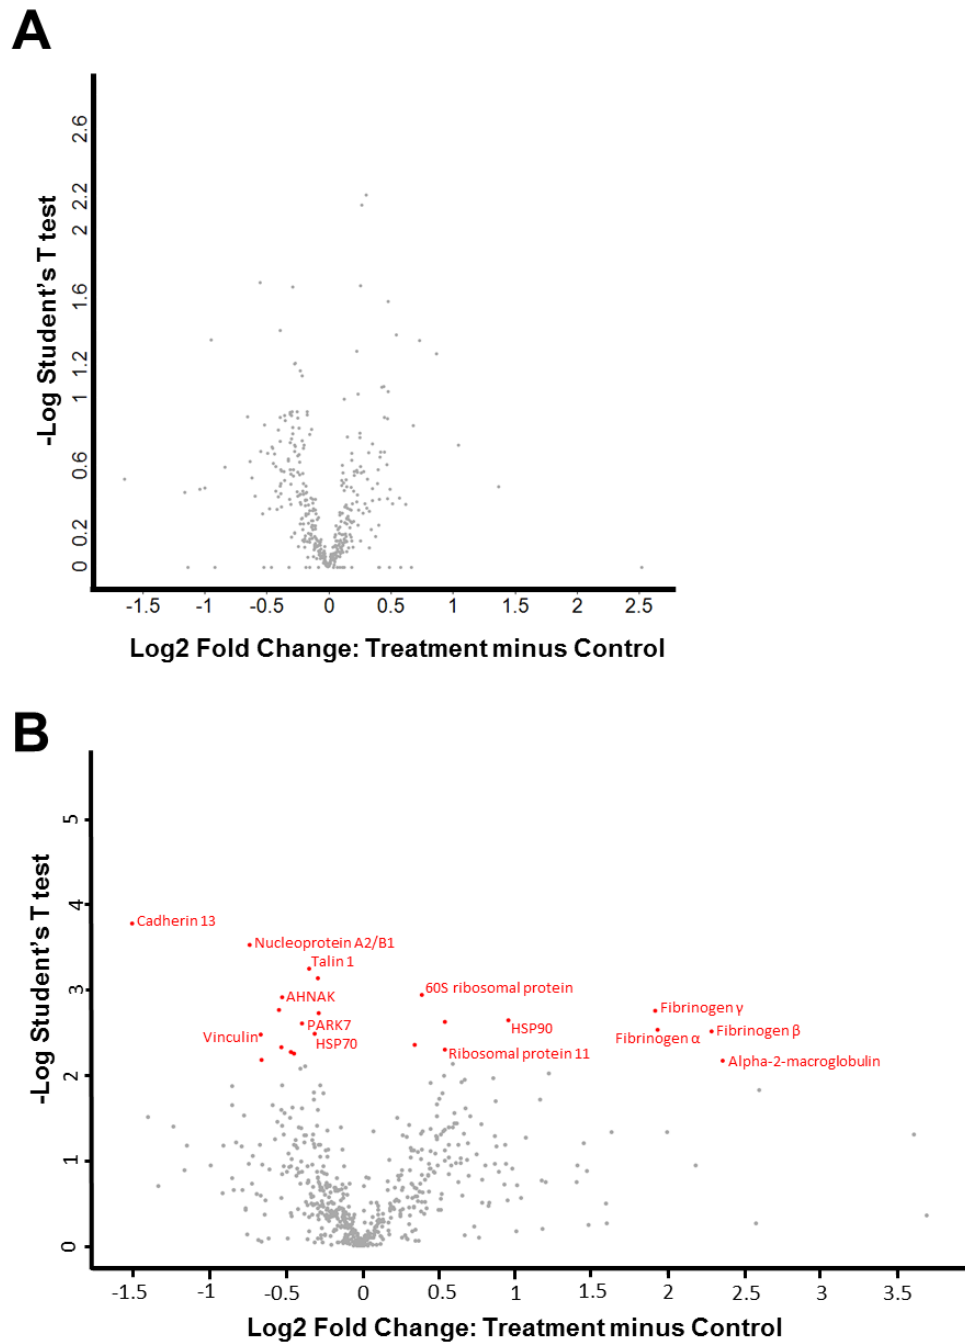 A
-Log Student's T test
2.6
2.2
2
1.6
1.2
1
0.6
0.2
0
-1.5 -1 -0.5 0 0.5 1 1.5 2 2.5
Log2 Fold Change: Treatment minus Control
B
-Log Student's T test
5
4
3
2
1
0
Cadherin 13
Nucleoprotein A2/B1
Talin 1
AHNAK
60S ribosomal protein
PARK7
Vinculin
HSP70
HSP90
Ribosomal protein 11
Fibrinogen γ
Fibrinogen α
Fibrinogen β
Alpha-2-macroglobulin
-1.5 -1 -0.5 0 0.5 1 1.5 2 2.5 3 3.5
Log2 Fold Change: Treatment minus Control